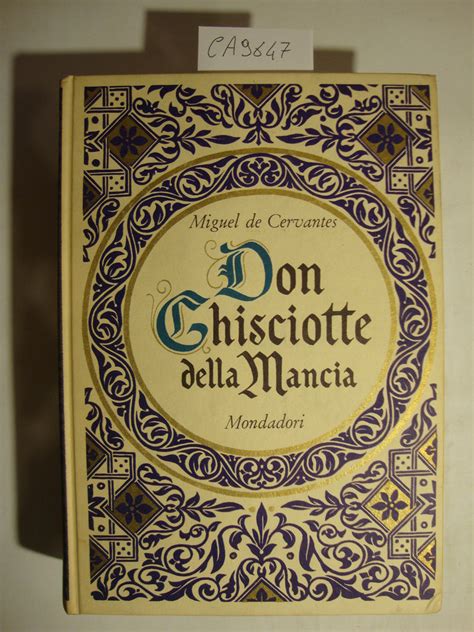 CA9847
Miguel de Cervantes
Don
Chisciotte
della Mancia
Mondadori